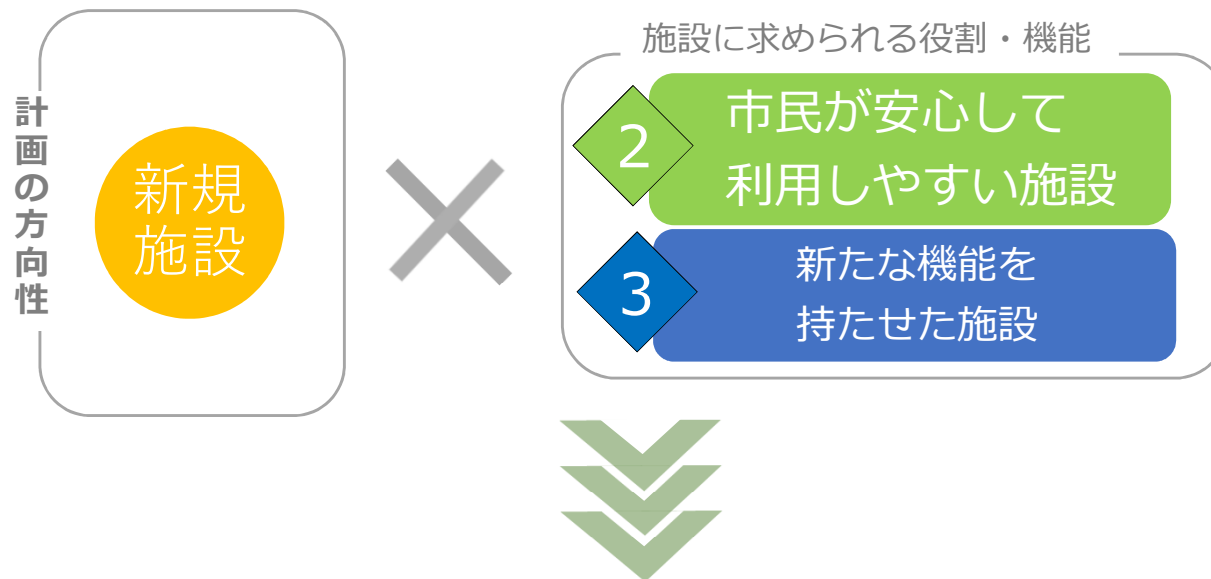 計画の方向性
新規
施設
施設に求められる役割・機能
2
市民が安心して
利用しやすい施設
3
新たな機能を
持たせた施設